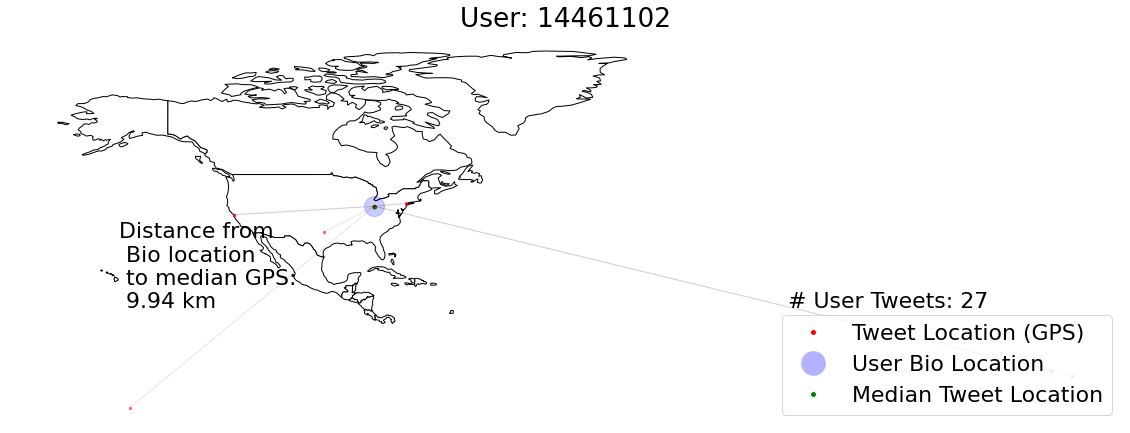 User: 14461102
Distance from
Bio location
to median GPS:
9.94 km
# User Tweets: 27
Tweet Location (GPS)
User Bio Location
Median Tweet Location